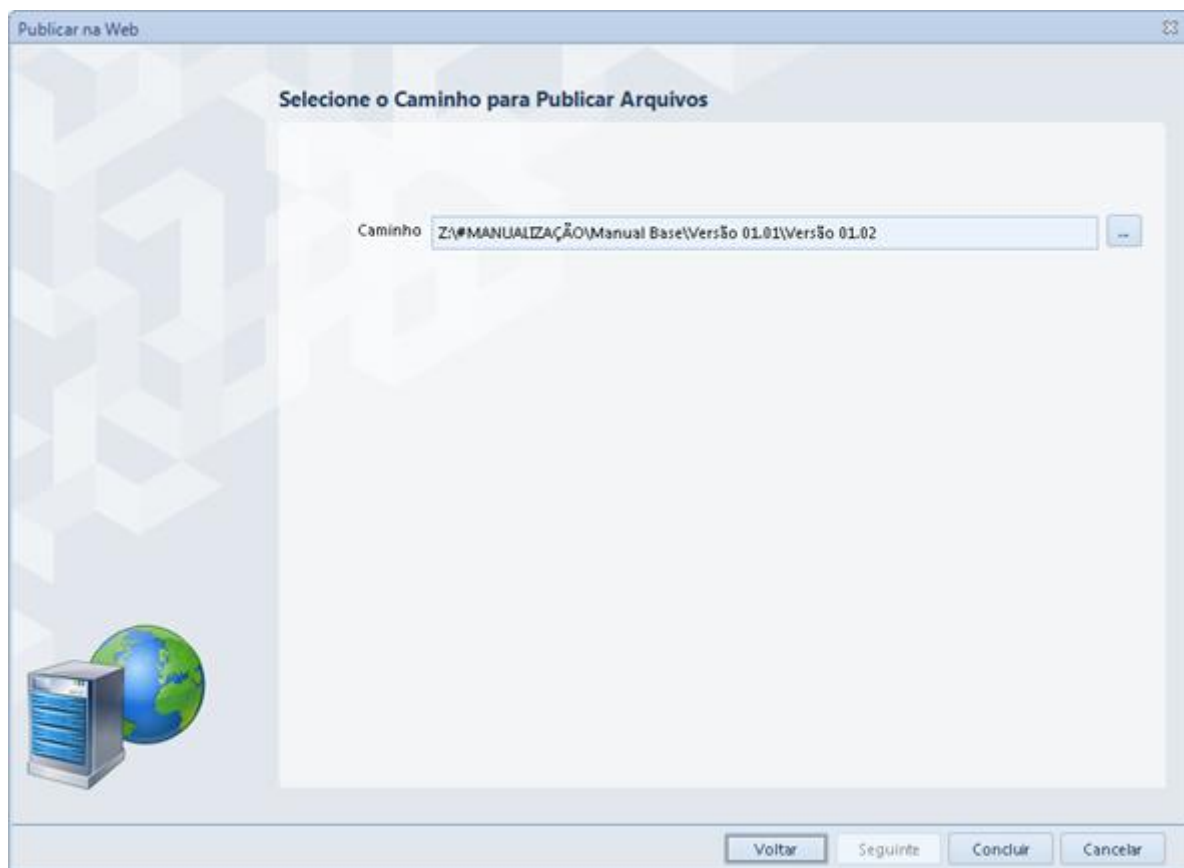 Publicar na Web
Selecione o Caminho para Publicar Arquivos
Caminho Z:\#MANUALIZAÇÃO\Manual Base\Versão 01.01\Versão 01.02 ...
Voltar Seguinte Concluir Cancelar